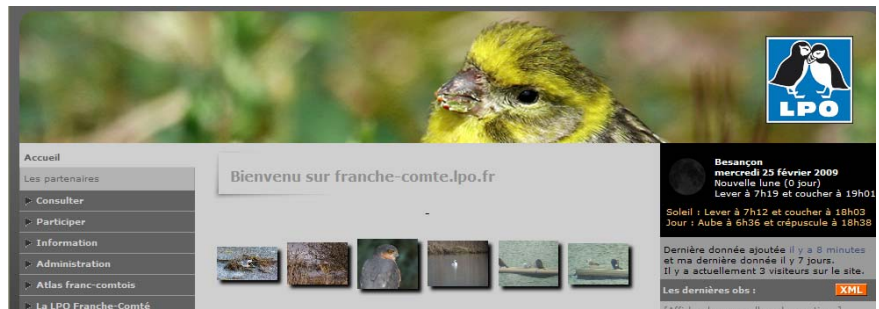 LPO
Accueil
Les partenaires
Consulter
Participer
Information
Administration
Atlas franc-comtois
La LPO Franche-Comté
Bienvenu sur franche-comte.lpo.fr
-
Besançon
mercredi 25 février 2009
Nouvelle lune (0 jour)
Lever à 7h19 et coucher à 19h01
Soleil : Lever à 7h12 et coucher à 18h03
Jour : Aube à 6h36 et crépuscule à 18h38
Dernière donnée ajoutée il y a 8 minutes
et ma dernière donnée il y 7 jours.
Il y a actuellement 3 visiteurs sur le site.
Les dernières obs : XML